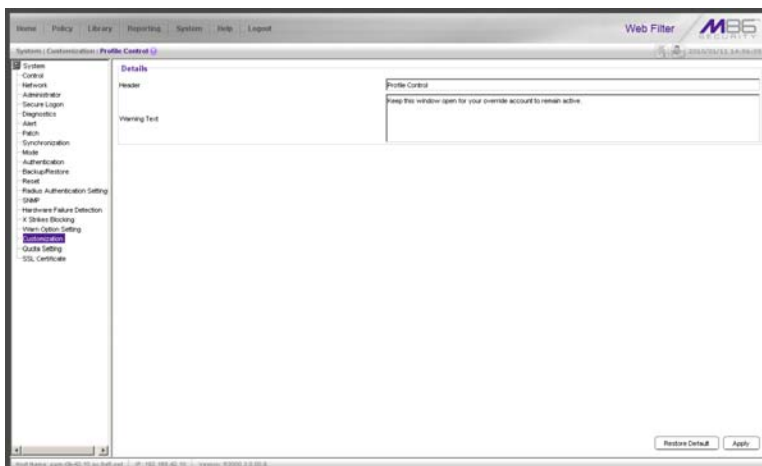 Home Policy Library Reporting System Help Logout
Web Filter
M86
SECURITY
System : Customization : Profile Control
System
Control
Network
Administrator
Secure Logon
Diagnostics
Alert
Patch
Synchronization
Mode
Authentication
Backup/Restore
Reset
Radius Authentication Setting
SNMP
Hardware Failure Detection
X Strikes Blocking
Warn Option Setting
Customization
Quota Setting
SSL Certificate
Details
Header
Profile Control
Warning Text
Keep this window open for your override account to remain active.
Restore Default
Apply